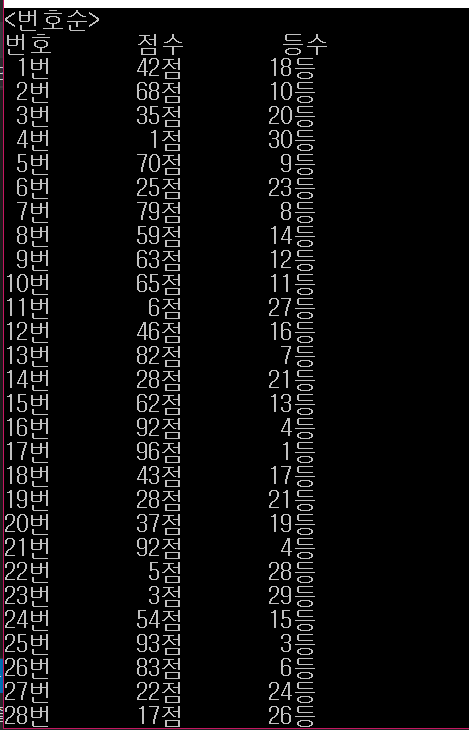 <번호순>
번호 점수 등수
1번 42점 18등
2번 68점 10등
3번 35점 20등
4번 1점 30등
5번 70점 9등
6번 25점 23등
7번 79점 8등
8번 59점 14등
9번 63점 12등
10번 65점 11등
11번 6점 27등
12번 46점 16등
13번 82점 7등
14번 28점 21등
15번 62점 13등
16번 92점 4등
17번 96점 1등
18번 43점 17등
19번 28점 21등
20번 37점 19등
21번 92점 4등
22번 5점 28등
23번 3점 29등
24번 54점 15등
25번 93점 3등
26번 83점 6등
27번 22점 24등
28번 17점 26등